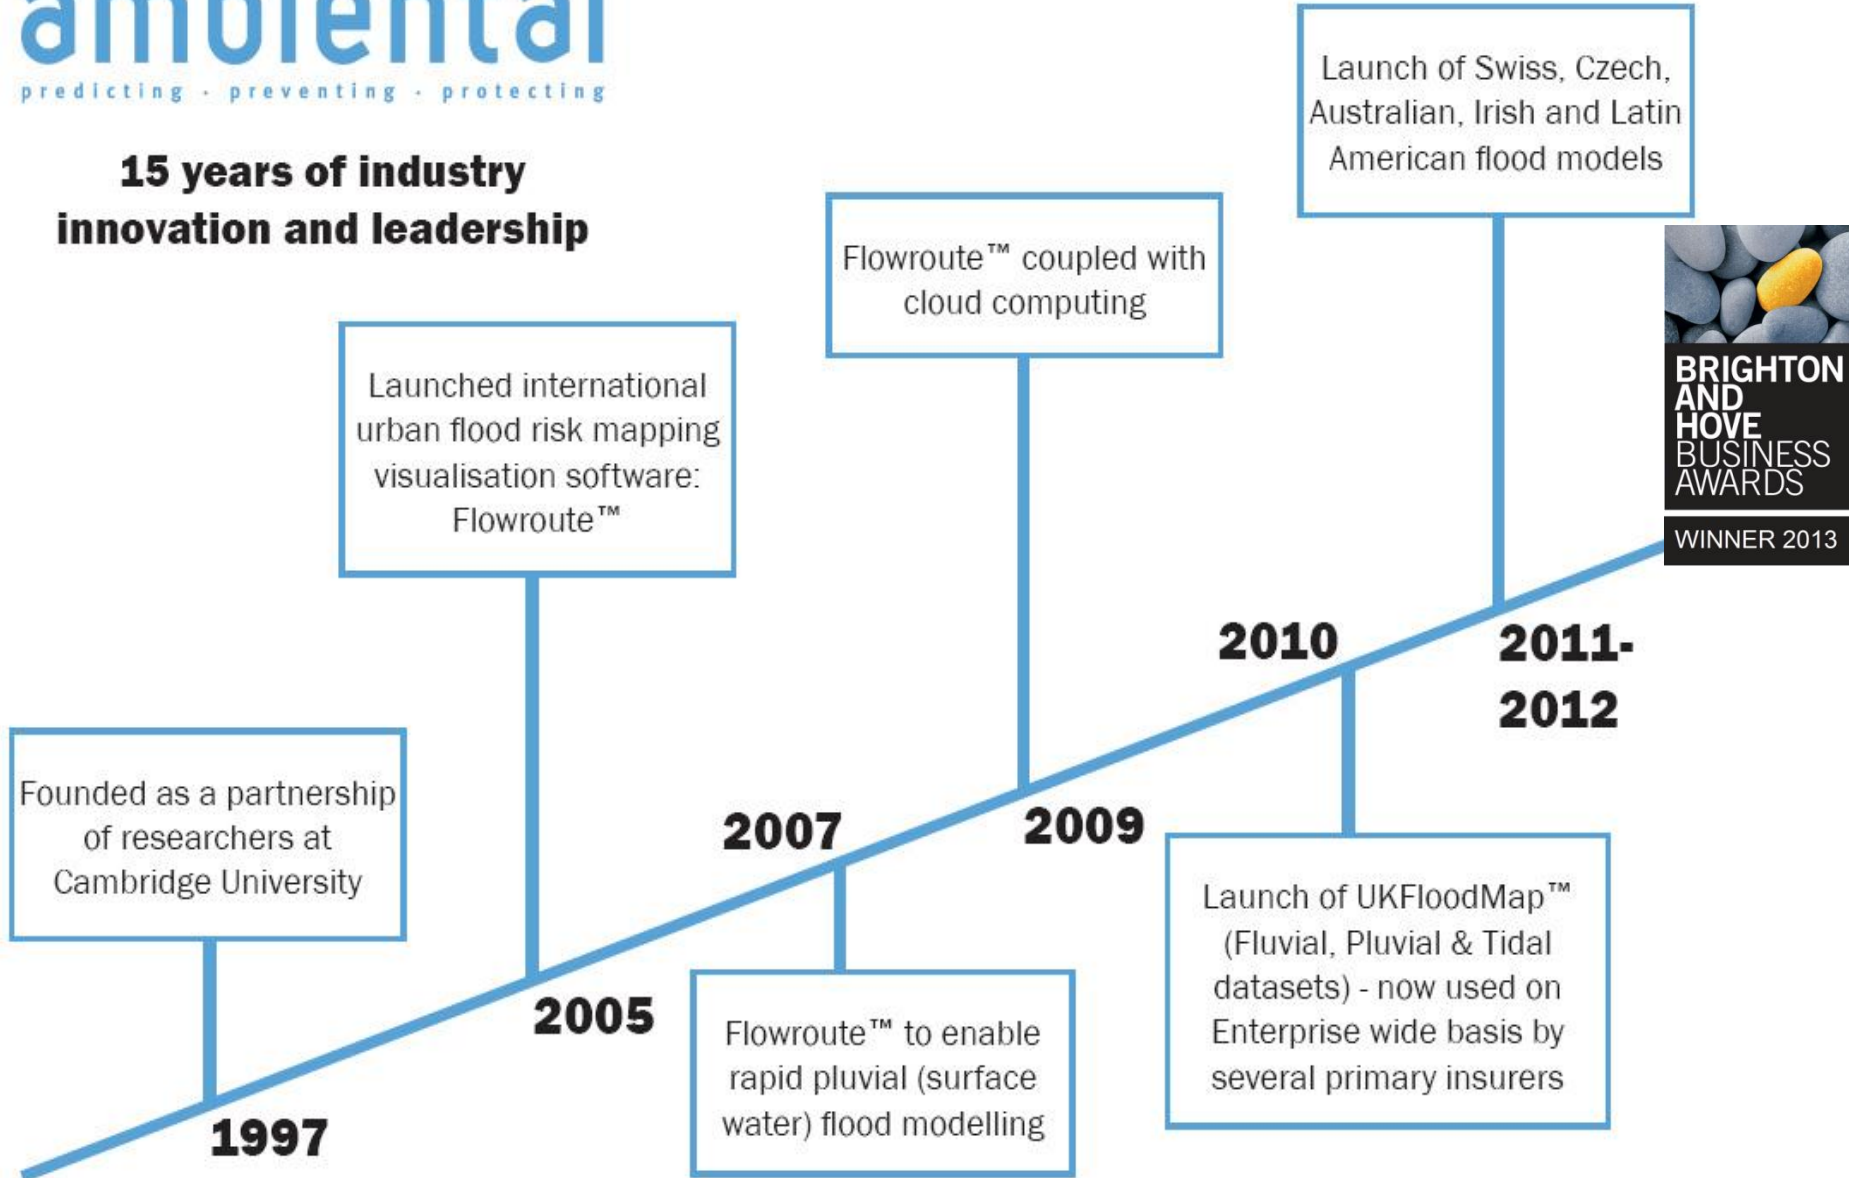 ambiental
predicting · preventing · protecting
15 years of industry
innovation and leadership
Founded as a partnership
of researchers at
Cambridge University
1997
Launched international
urban flood risk mapping
visualisation software:
Flowroute™
2005
2007
Flowroute™ to enable
rapid pluvial (surface
water) flood modelling
Flowroute™ coupled with
cloud computing
2009
2010
Launch of UKFloodMap™
(Fluvial, Pluvial & Tidal
datasets) - now used on
Enterprise wide basis by
several primary insurers
Launch of Swiss, Czech,
Australian, Irish and Latin
American flood models
2011-
2012
BRIGHTON
AND
HOVE
BUSINESS
AWARDS
WINNER 2013